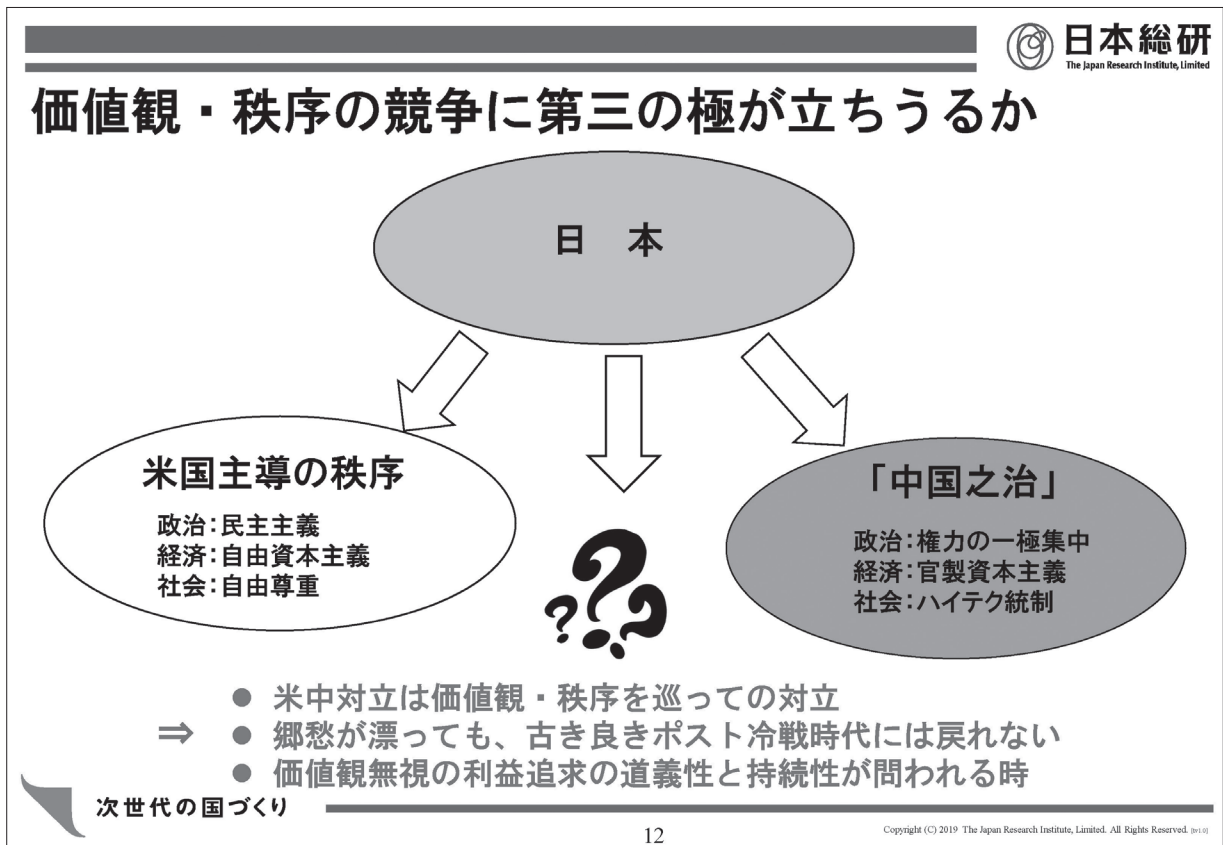 日本総研
The Japan Research Institute, Limited
価値観・秩序の競争に第三の極が立ちうるか
日 本
米国主導の秩序
政治:民主主義
経済:自由資本主義
社会:自由尊重
???
「中国之治」
政治:権力の一極集中
経済:官製資本主義
社会:ハイテク統制
● 米中対立は価値観・秩序を巡っての対立
⇒ ● 郷愁が漂っても、古き良きポスト冷戦時代には戻れない
● 価値観無視の利益追求の道義性と持続性が問われる時
次世代の国づくり
12
Copyright (C) 2019 The Japan Research Institute, Limited. All Rights Reserved.